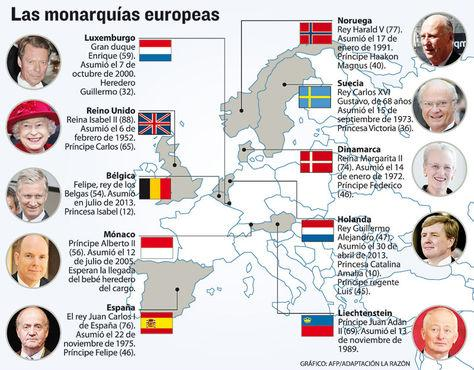 Las monarquías europeas
Luxemburgo
Gran duque
Enrique (59).
Asumió el 7 de
octubre de 2000.
Heredero
Guillermo (32).
Reino Unido
Reina Isabel II (88).
Asumió el 6 de
febrero de 1952.
Príncipe Carlos (65).
Bélgica
Felipe, rey de los
Belgas (54). Asumió
en julio de 2013.
Princesa Isabel (12).
Mónaco
Príncipe Alberto II
(56). Asumió el 12
de julio de 2005.
Esperan la llegada
del bebé heredero
del cargo.
España
El rey Juan Carlos I
de España (76).
Asumió el 22 de
noviembre de 1975.
Príncipe Felipe (46).
Noruega
Rey Harald V (77).
Asumió el 17 de
enero de 1991.
Príncipe Haakon
Magnus (40).
Suecia
Rey Carlos XVI
Gustavo, de 68 años
Asumió el 15 de
septiembre de 1973.
Princesa Victoria (36).
Dinamarca
Reina Margarita II
(74) Asumió el 14
de enero de 1972.
Príncipe Federico
(46).
Holanda
Rey Guillermo
Alejandro (47).
Asumió el 30 de
abril de 2013.
Princesa Catalina
Amalia (10).
Príncipe regente
Luis (45).
Liechtenstein
Príncipe Juan Adán
II (69). Asumió el 13
de noviembre de
1989.
GRÁFICO: AFP/ADAPTACIÓN LA RAZÓN